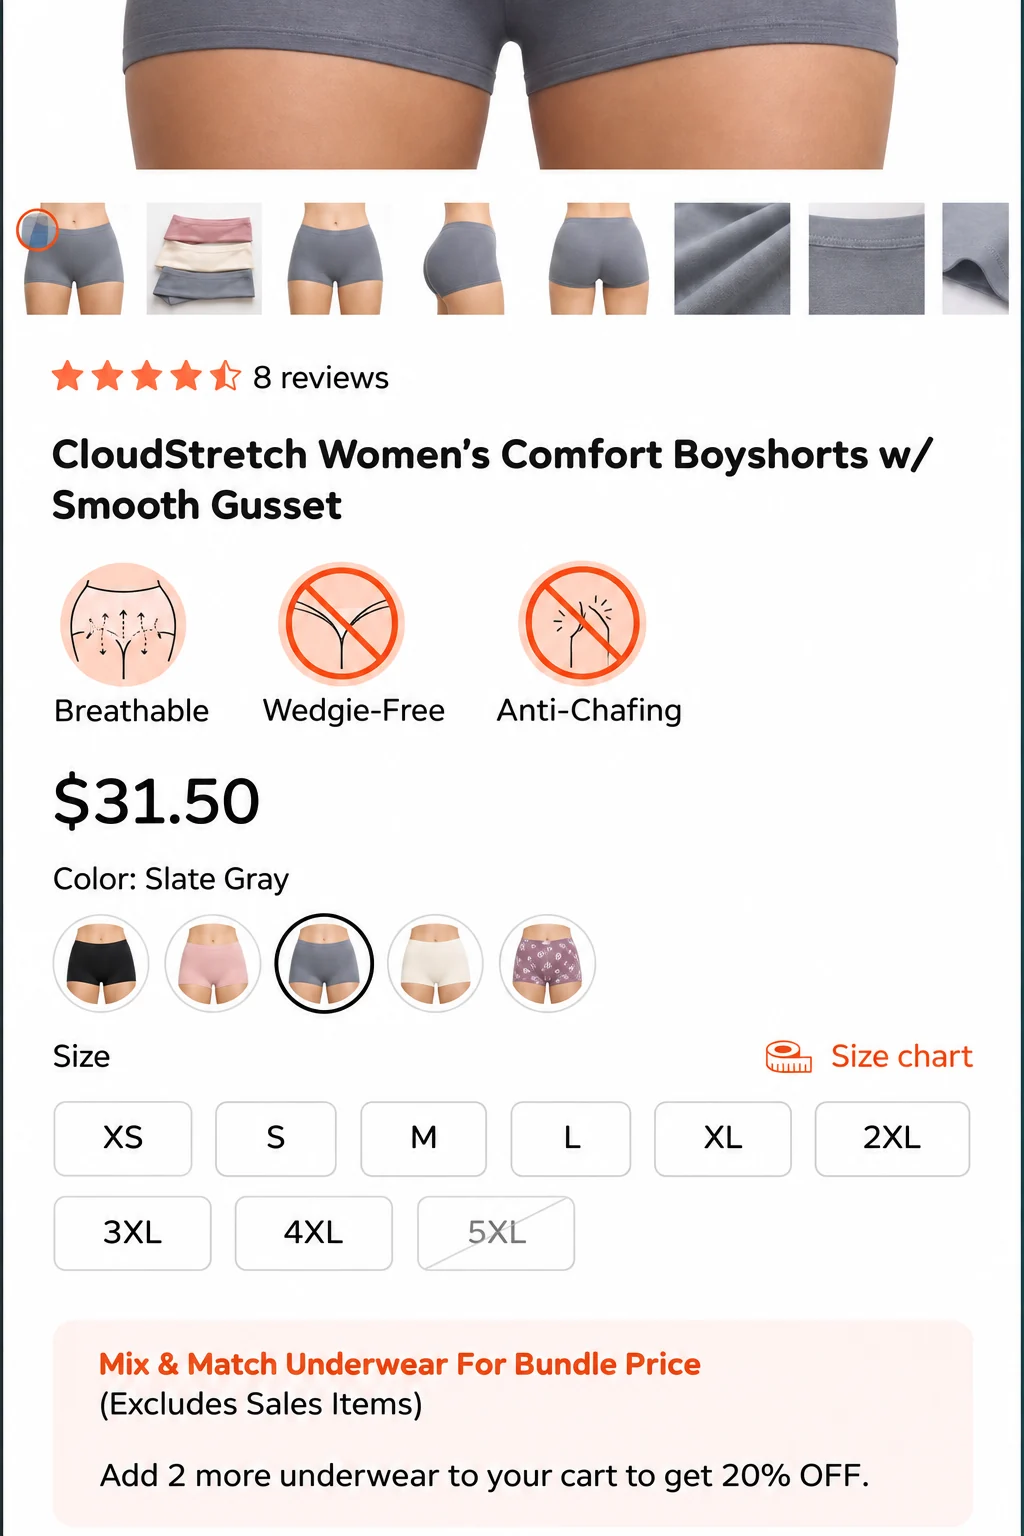 8 reviews
CloudStretch Women’s Comfort Boyshorts w/
Smooth Gusset
Breathable
Wedgie-Free
Anti-Chafing
$31.50
Color: Slate Gray
Size
Size chart
XS
S
M
L
XL
2XL
3XL
4XL
5XL
Mix & Match Underwear For Bundle Price
(Excludes Sales Items)
Add 2 more underwear to your cart to get 20% OFF.